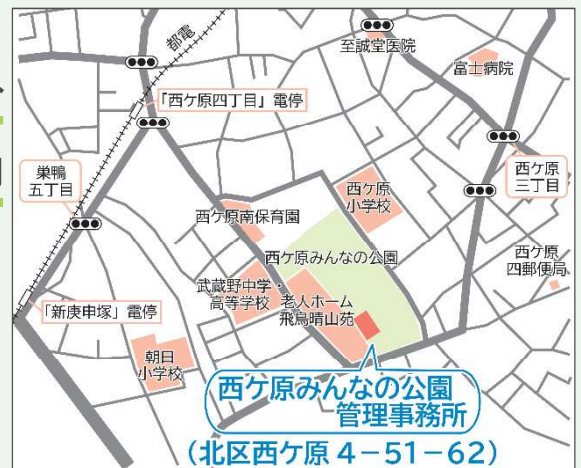 都電
至誠堂医院
富士病院
「西ケ原四丁目」電停
巣鴨
五丁目
西ケ原
小学校
西ケ原
三丁目
西ケ原南保育園
西ケ原みんなの公園
西ケ原
四郵便局
武蔵野中学・
高等学校
老人ホーム
飛鳥晴山苑
「新庚申塚」電停
朝日
小学校
西ケ原みんなの公園
管理事務所
(北区西ケ原4-51-62)